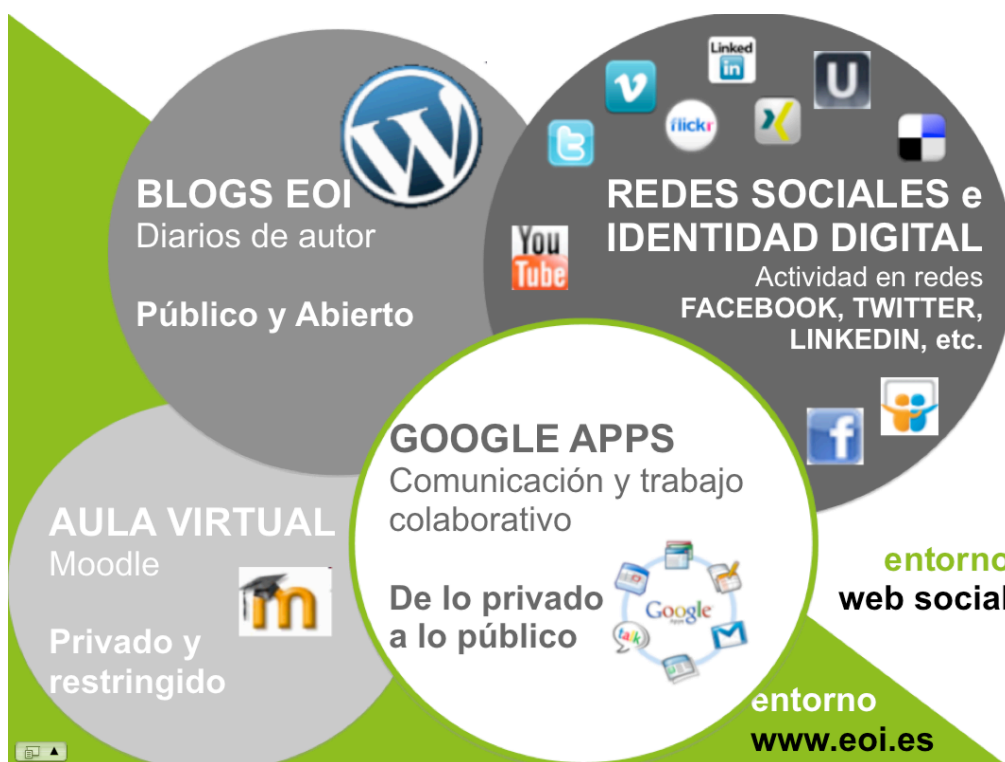 Linked
in
U
flickr
BLOGS EOI
Diarios de autor
Público y Abierto
REDES SOCIALES e
IDENTIDAD DIGITAL
Actividad en redes
FACEBOOK, TWITTER,
LINKEDIN, etc.
You
Tube
f
GOOGLE APPS
Comunicación y trabajo
colaborativo
De lo privado
a lo público
Google
Apps
talk
AULA VIRTUAL
Moodle
m
Privado y
restringido
entorno
web social
entorno
www.eoi.es